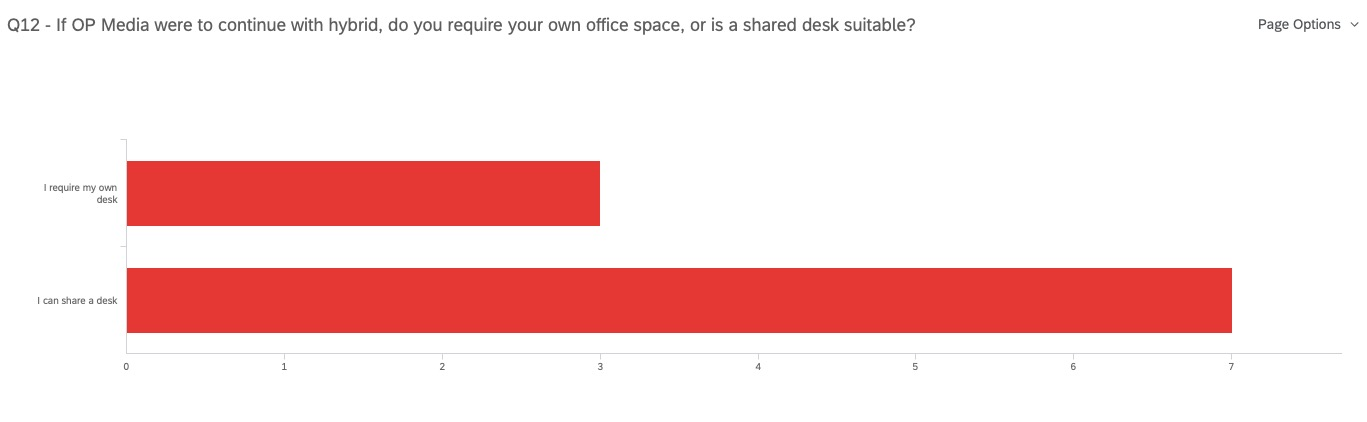 Q12 - If OP Media were to continue with hybrid, do you require your own office space, or is a shared desk suitable?
Page Options
I require my own
desk
I can share a desk
0 1 2 3 4 5 6 7